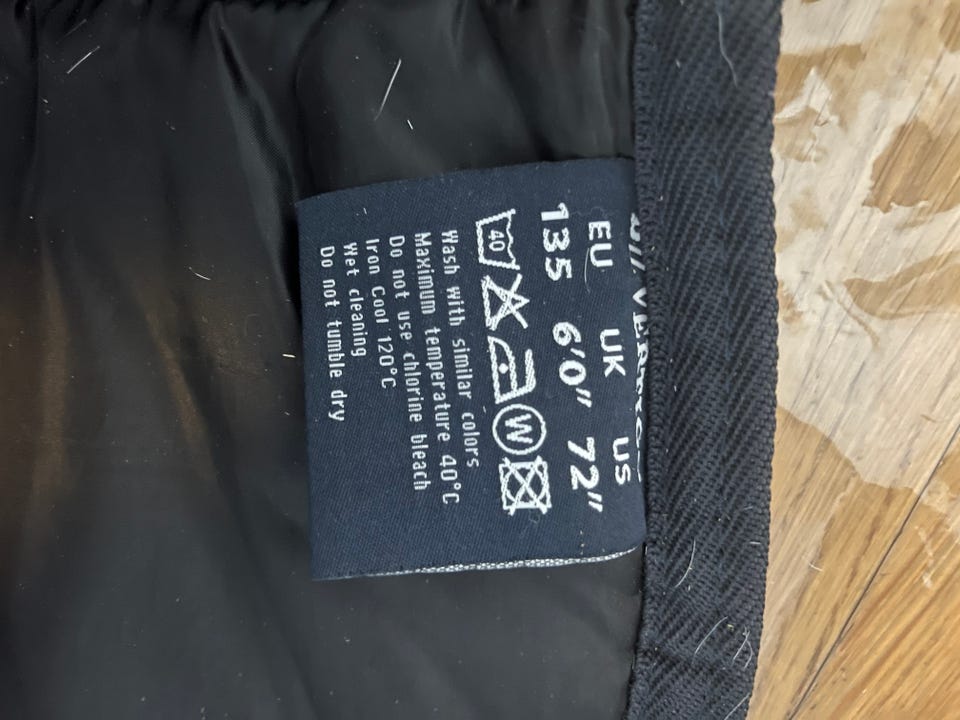 EU UK US
135 6'0" 72"
40 W
Wash with similar colors
Maximum temperature 40°C
Do not use chlorine bleach
Iron Cool 120°C
Wet cleaning
Do not tumble dry